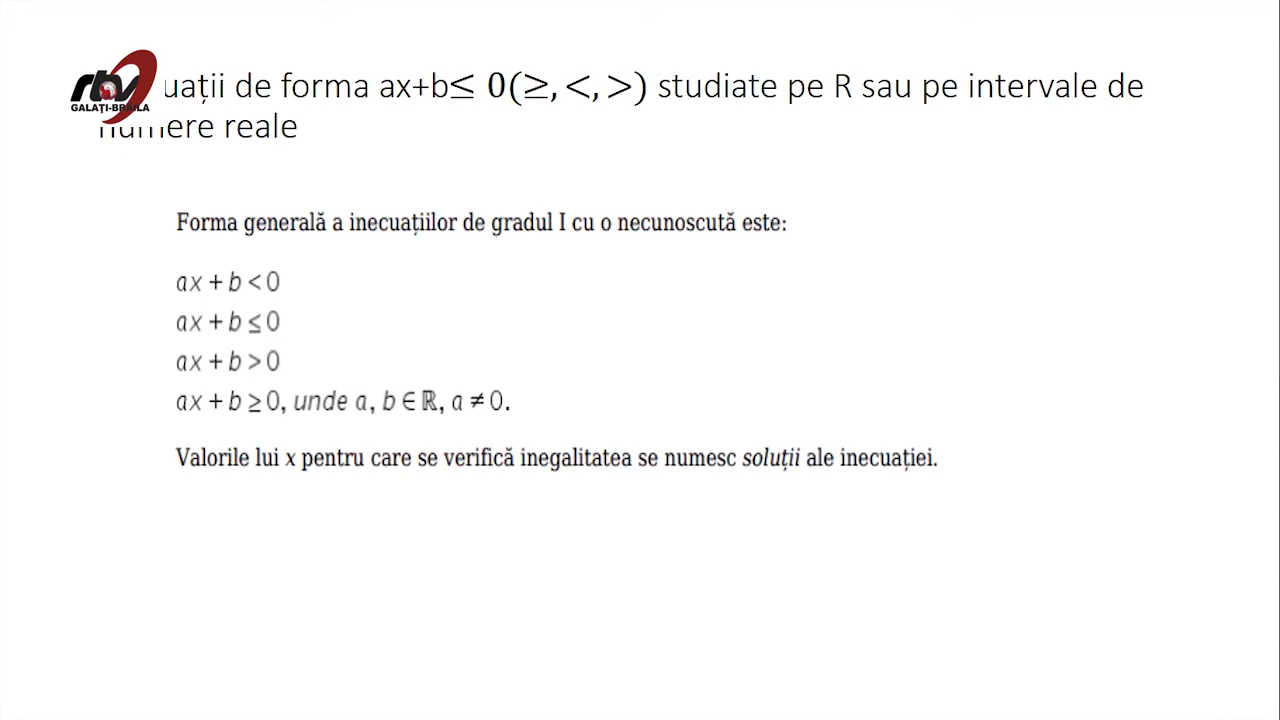 rtv
GALAȚI-BRAILA
uații de forma ax+b≤ 0(≥,<,>) studiate pe R sau pe intervale de
numere reale
Forma generală a inecuațiilor de gradul I cu o necunoscută este:
ax + b < 0
ax + b ≤ 0
ax + b > 0
ax + b ≥ 0, unde a, b ∈ ℝ, a ≠ 0.
Valorile lui x pentru care se verifică inegalitatea se numesc soluții ale inecuației.